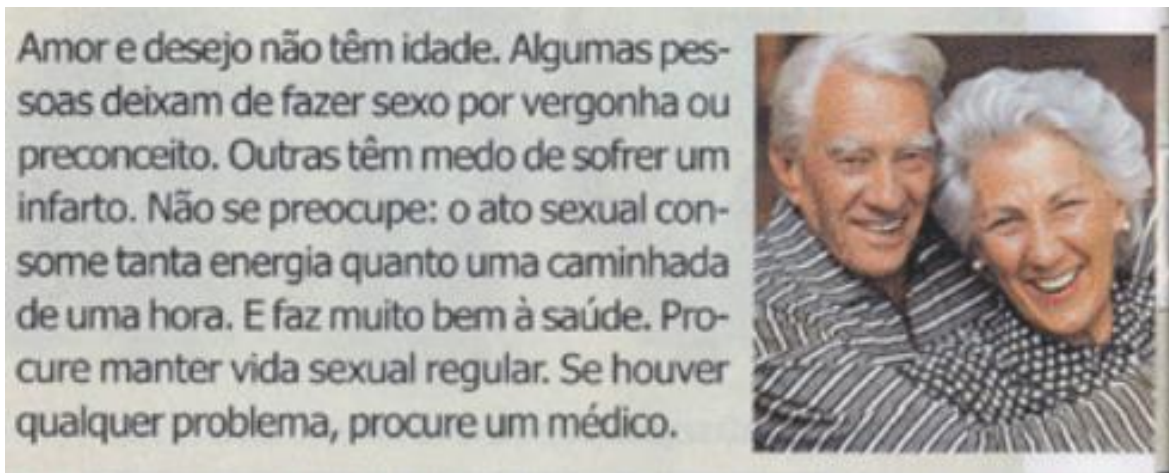 Amor e desejo não têm idade. Algumas pes-
soas deixam de fazer sexo por vergonha ou
preconceito. Outras têm medo de sofrer um
infarto. Não se preocupe: o ato sexual con-
some tanta energia quanto uma caminhada
de uma hora. E faz muito bem à saúde. Pro-
cure manter vida sexual regular. Se houver
qualquer problema, procure um médico.